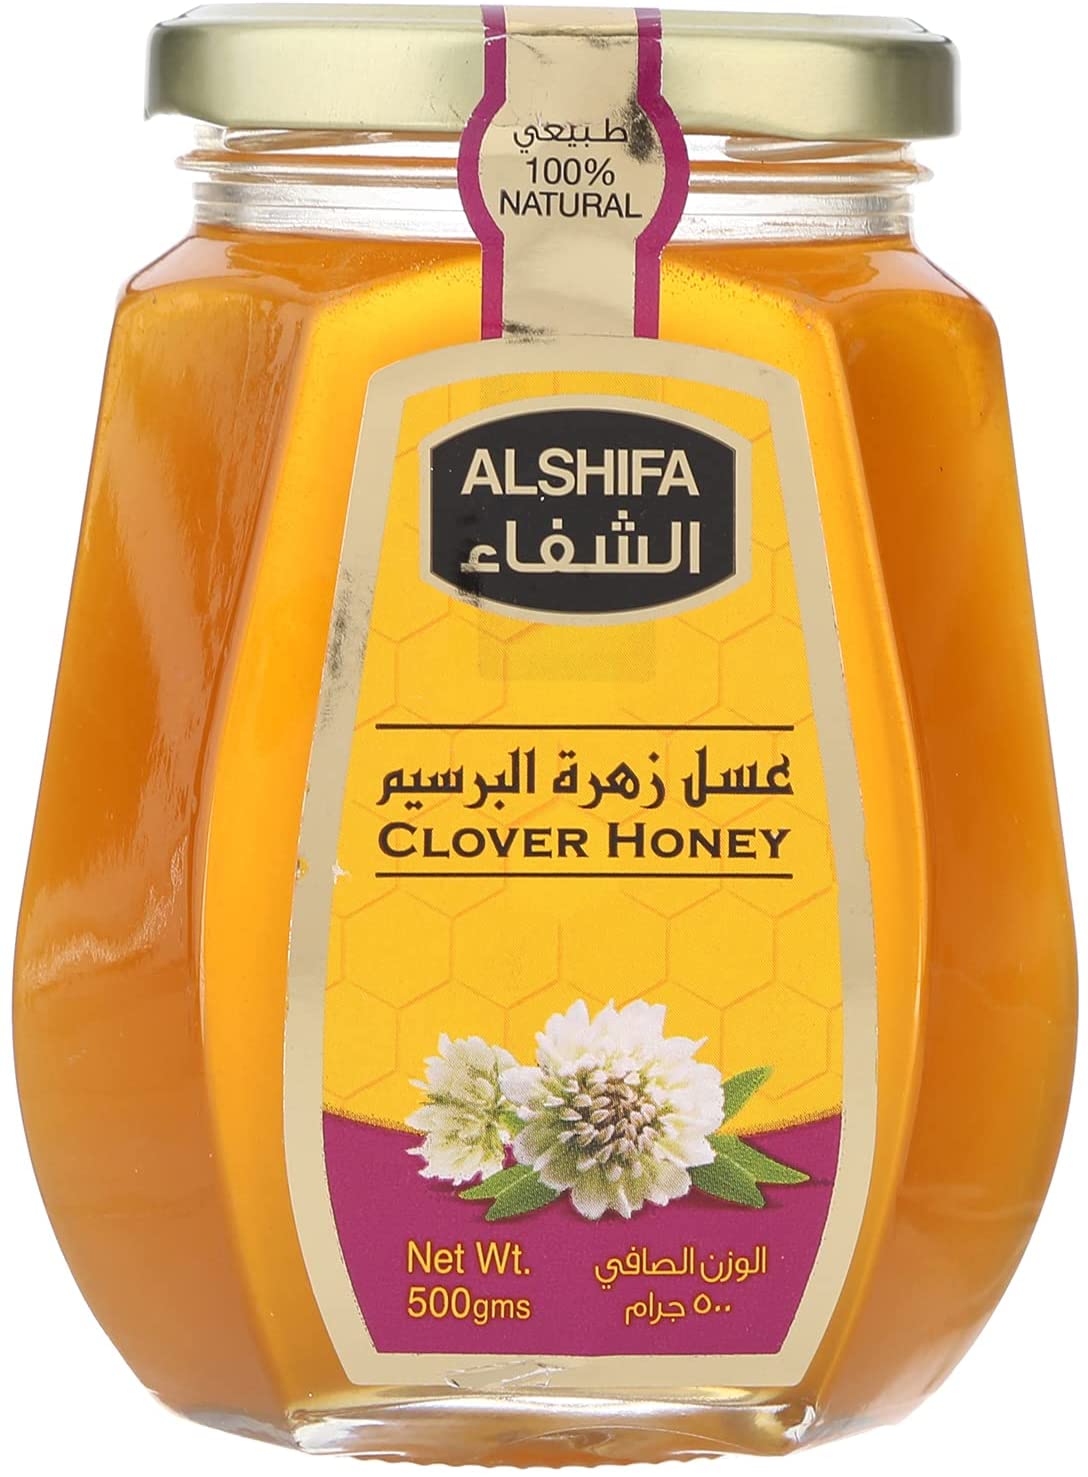 طبيعي
100%
NATURAL
ALSHIFA
الشفاء
عسل زهرة البرسيم
CLOVER HONEY
Net Wt.
500gms
الوزن الصافي
٥٠٠ جرام